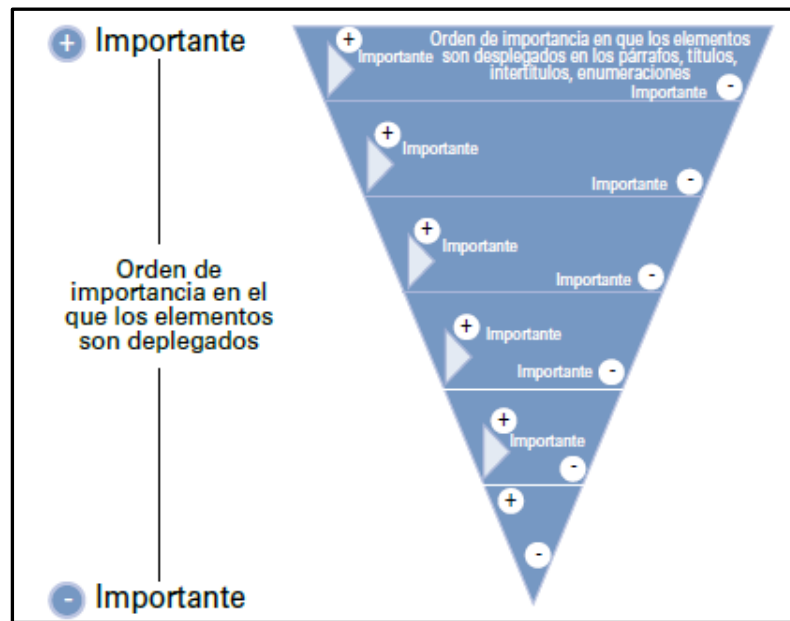 + Importante
Orden de
importancia en el
que los elementos
son deplegados
- Importante
+
Orden de importancia en que los elementos
Importante son desplegados en los párrafos, títulos,
intertítulos, enumeraciones
Importante -
+
Importante
Importante -
+
Importante
Importante -
+
Importante
Importante -
+
Importante
-
+
-